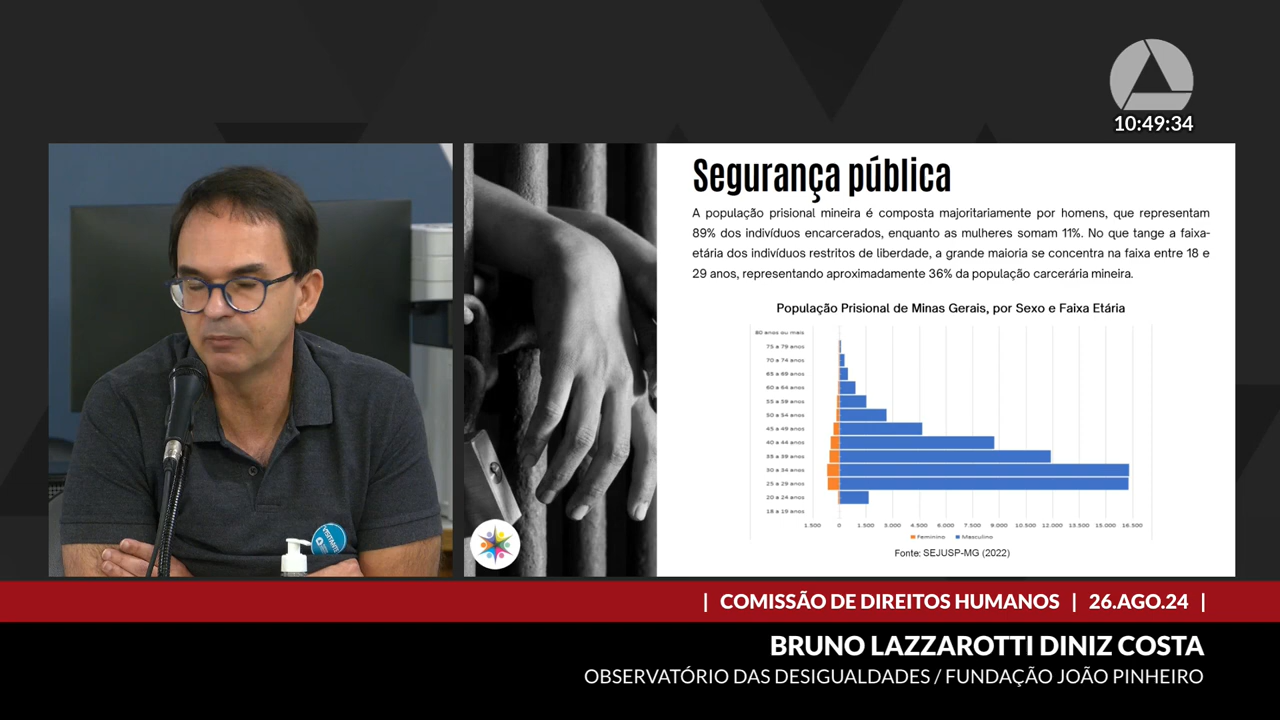 10:49:34
Segurança pública
A população prisional mineira é composta majoritariamente por homens, que representam
89% dos indivíduos encarcerados, enquanto as mulheres somam 11%. No que tange a faixa-
etária dos indivíduos restritos de liberdade, a grande maioria se concentra na faixa entre 18 e
29 anos, representando aproximadamente 36% da população carcerária mineira.
População Prisional de Minas Gerais, por Sexo e Faixa Etária
80 anos ou mais
75 a 79 anos
70 a 74 anos
65 a 69 anos
60 a 64 anos
55 a 59 anos
50 a 54 anos
45 a 49 anos
40 a 44 anos
35 a 39 anos
30 a 34 anos
25 a 29 anos
20 a 24 anos
18 a 19 anos
1.500 0 1.500 3.000 4.500 6.000 7.500 9.000 10.500 12.000 13.500 15.000 16.500
Feminino Masculino
Fonte: SEJUSP-MG (2022)
VISITANTE
| COMISSÃO DE DIREITOS HUMANOS | 26.AGO.24 |
BRUNO LAZZAROTTI DINIZ COSTA
OBSERVATÓRIO DAS DESIGUALDADES / FUNDAÇÃO JOÃO PINHEIRO